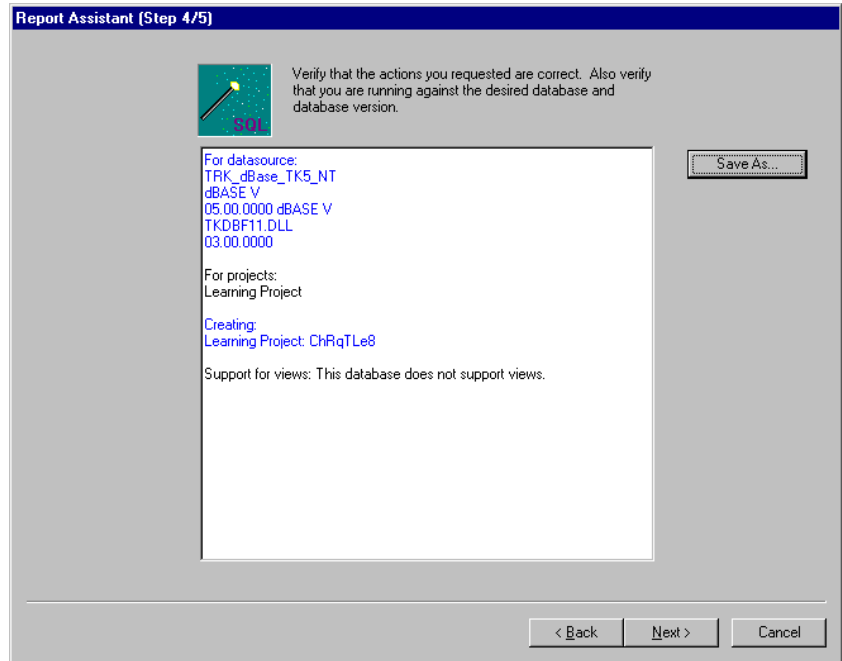 Report Assistant (Step 4/5)
Verify that the actions you requested are correct. Also verify
that you are running against the desired database and
database version.
SQL
For datasource:
TRK_dBase_TK5_NT
dBASE V
05.00.0000 dBASE V
TKDBF11.DLL
03.00.0000
For projects:
Learning Project
Creating:
Learning Project: ChRqTLe8
Support for views: This database does not support views.
Save As...
< Back
Next >
Cancel